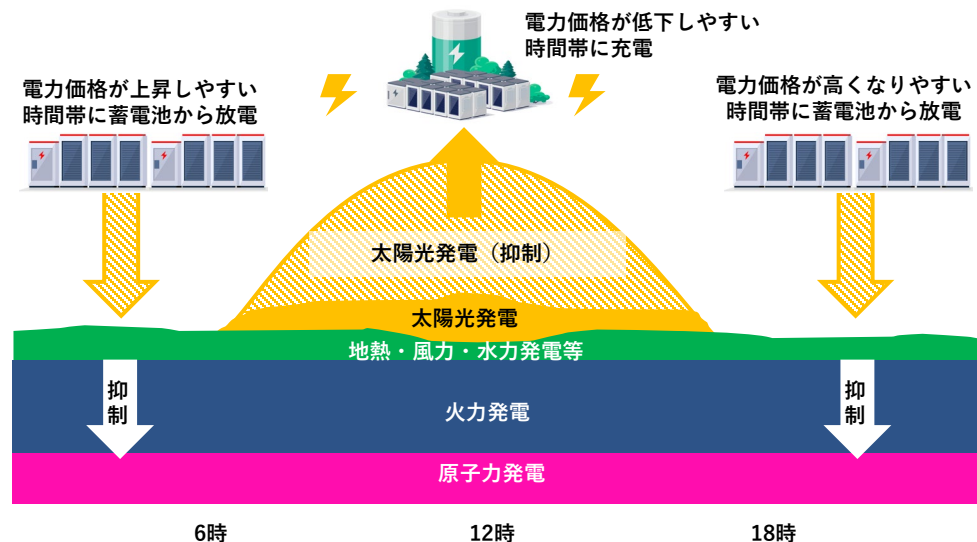 電力価格が低下しやすい
時間帯に充電
電力価格が上昇しやすい
時間帯に蓄電池から放電
電力価格が高くなりやすい
時間帯に蓄電池から放電
太陽光発電（抑制）
太陽光発電
地熱・風力・水力発電等
抑制
火力発電
抑制
原子力発電
6時
12時
18時